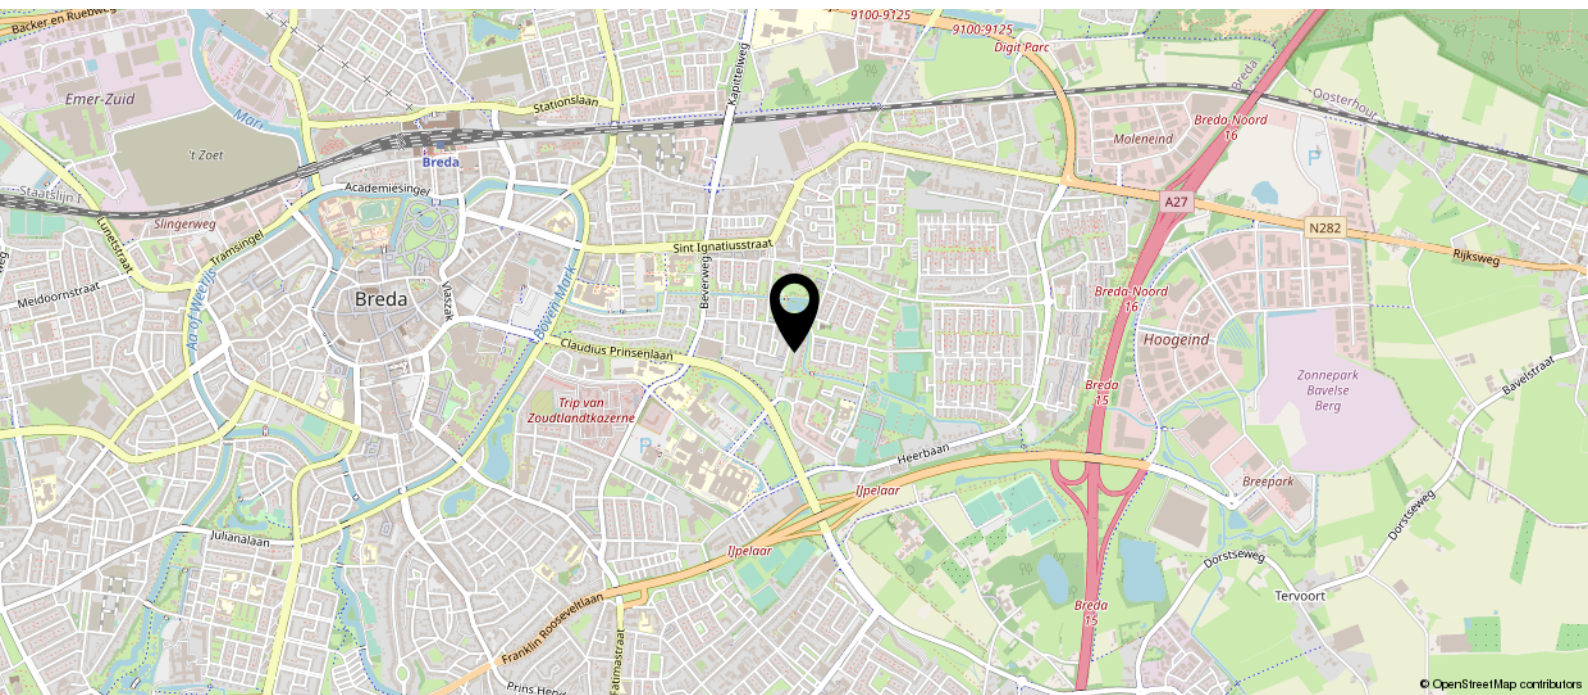 Backer en Ruebweg
9100-9125
9100-9125
Digit Parc
Kapittelweg
Breda
Emer-Zuid
Mark
Stationslaan
Oosterhout
Breda-Noord
16
Moleneind
't Zoet
Breda
P
Staatslijn I
Academiesingel
A27
Slingerweg
Lunetstraat
Tramsingel
Sint Ignatiusstraat
N282
Rijksweg
Meidoornstraat
Aa of Weerijs
Breda
Vlaszak
Boven Mark
Beverweg
Breda-Noord
16
Claudius Prinsenlaan
Hoogeind
Zonnepark
Bavelse
Berg
Bavelstraat
Breda
15
Trip van
Zoudtlandtkazerne
P
Heerbaan
IJpelaar
Breepark
Dorstseweg
Julianalaan
IJpelaar
Dorstseweg
Tervoort
Breda
15
Franklin Rooseveltlaan
Fatimastraat
Prins Hend
© OpenStreetMap contributors